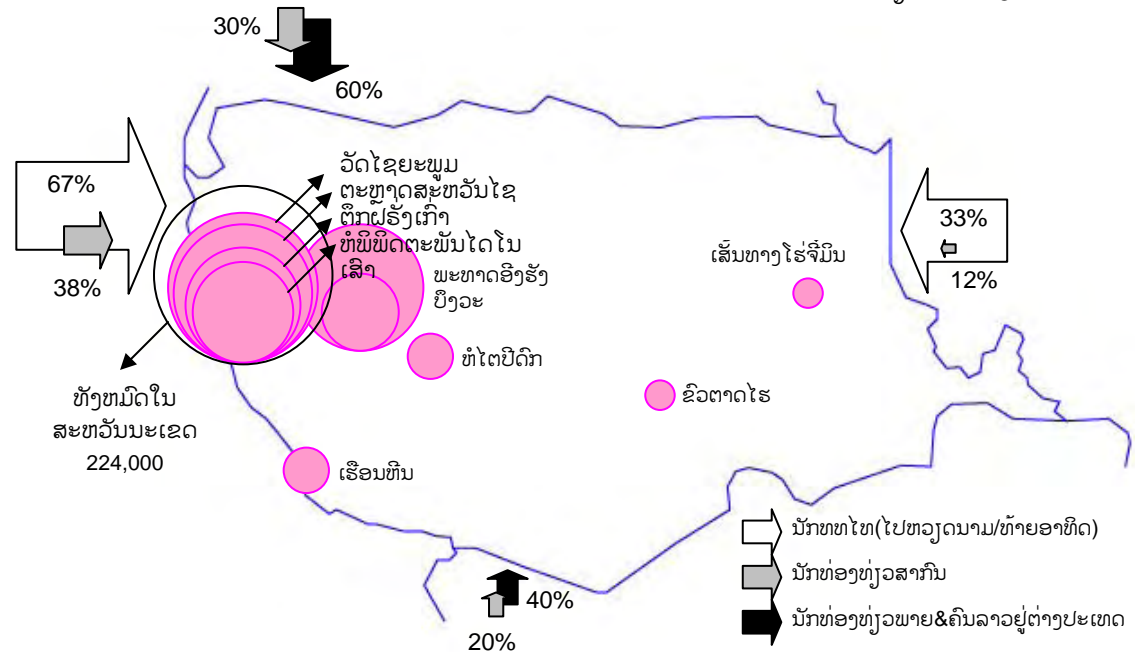 30%
60%
67%
38%
ວັດໄຊຍະພູມ
ຕະຫຼາດສະຫວັນໄຊ
ຕຶກຝຣັ່ງເກົ່າ
ຫໍພິພິດຕະພັນໄດໂນ
ເສົາ
ພະທາດອີງຮັງ
ບຶງວະ
ຫໍໄຕປິດົກ
ເສັ້ນທາງໂຮ່ຈີ່ມິນ
33%
12%
ຂົວຕາດໄຮ
ທັງຫມົດໃນ
ສະຫວັນນະເຂດ
224,000
ເຮືອນຫີນ
40%
20%
ນັກທທໄທ(ໄປຫວຽດນາມ/ທ້າຍອາທິດ)
ນັກທ່ອງທ່ຽວສາກົນ
ນັກທ່ອງທ່ຽວພາຍ&ຄົນລາວຢູ່ຕ່າງປະເທດ